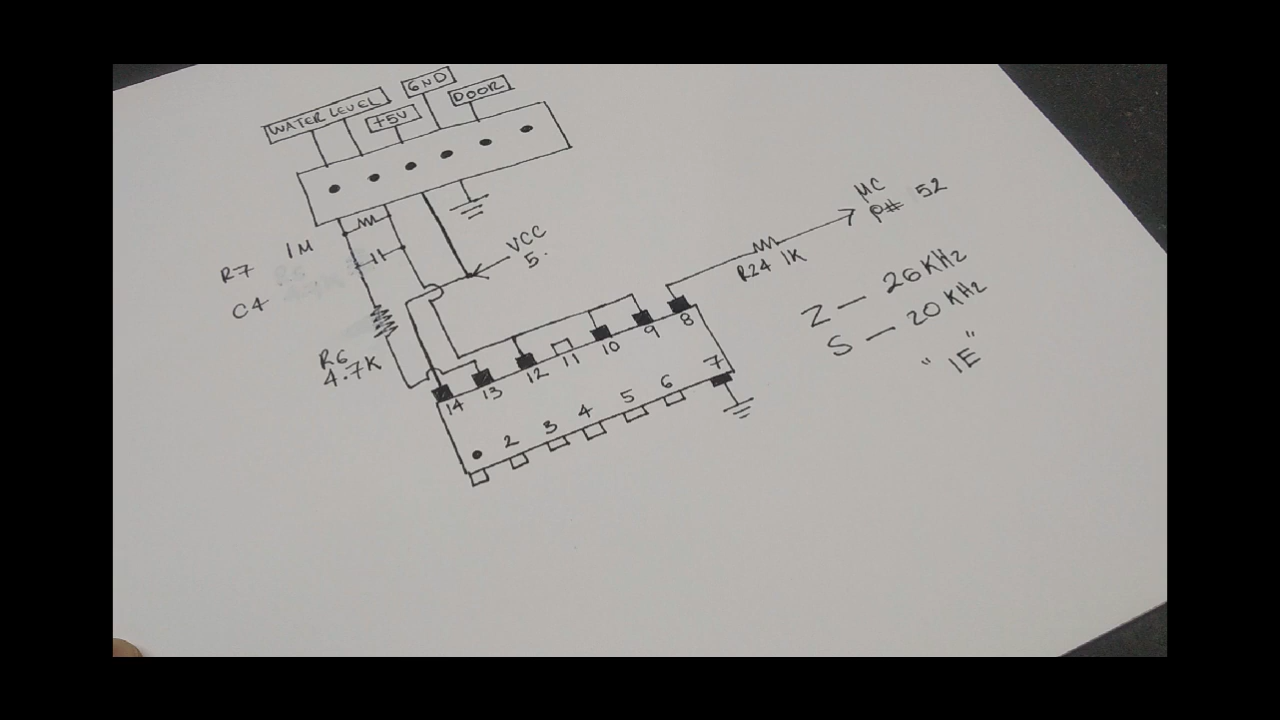 WATER LEVEL
+5V
GND
DOOR
R7 1M
C4
R6
4.7K
VCC
5.
R24 1K
MC
P# 52
Z — 26 KHz
S — 20 KHz
"IE"
14 13 12 11 10 9 8
2 3 4 5 6 7